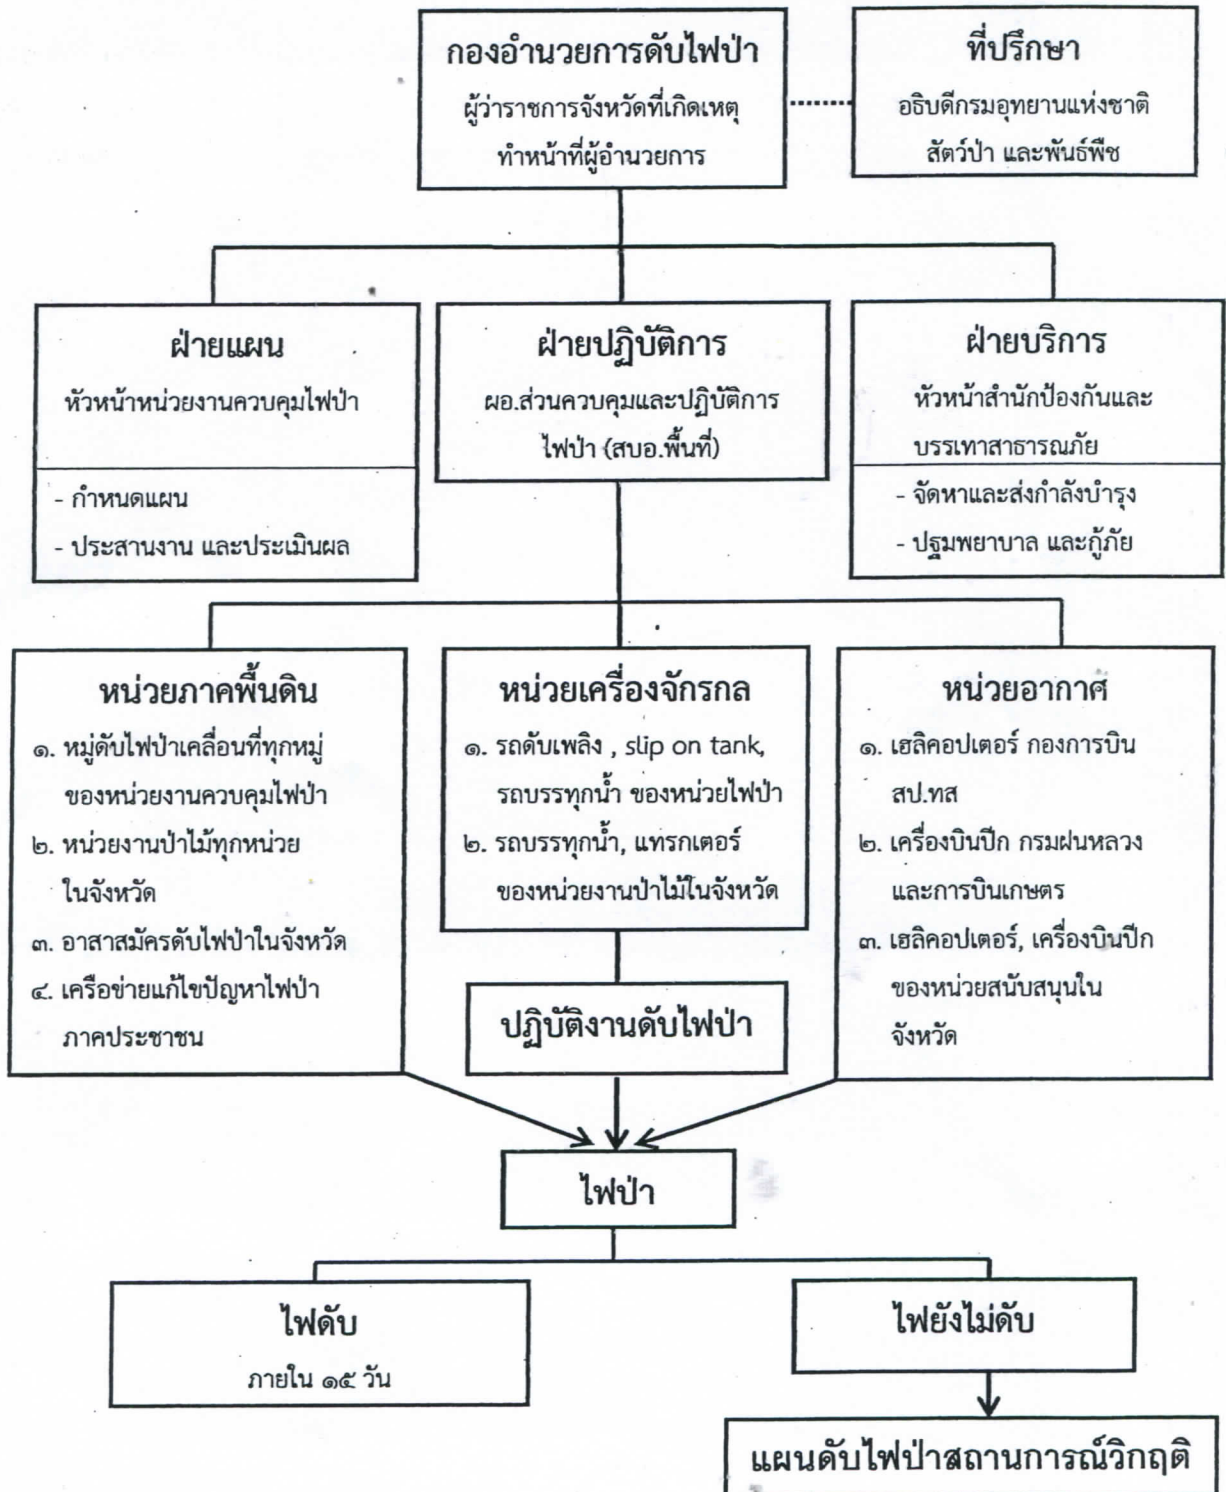 กองอำนวยการดับไฟป่า
ผู้ว่าราชการจังหวัดที่เกิดเหตุ
ทำหน้าที่ผู้อำนวยการ
ที่ปรึกษา
อธิบดีกรมอุทยานแห่งชาติ
สัตว์ป่า และพันธ์พืช
ฝ่ายแผน
หัวหน้าหน่วยงานควบคุมไฟป่า
- กำหนดแผน
- ประสานงาน และประเมินผล
ฝ่ายปฏิบัติการ
ผอ.ส่วนควบคุมและปฏิบัติการ
ไฟป่า (สบอ.พื้นที่)
ฝ่ายบริการ
หัวหน้าสำนักป้องกันและ
บรรเทาสาธารณภัย
- จัดหาและส่งกำลังบำรุง
- ปฐมพยาบาล และกู้ภัย
หน่วยภาคพื้นดิน
๑. หมู่ดับไฟป่าเคลื่อนที่ทุกหมู่
ของหน่วยงานควบคุมไฟป่า
๒. หน่วยงานป่าไม้ทุกหน่วย
ในจังหวัด
๓. อาสาสมัครดับไฟป่าในจังหวัด
๔. เครือข่ายแก้ไขปัญหาไฟป่า
ภาคประชาชน
หน่วยเครื่องจักรกล
๑. รถดับเพลิง , slip on tank,
รถบรรทุกน้ำ ของหน่วยไฟป่า
๒. รถบรรทุกน้ำ, แทรกเตอร์
ของหน่วยงานป่าไม้ในจังหวัด
หน่วยอากาศ
๑. เฮลิคอปเตอร์ กองการบิน
สป.ทส
๒. เครื่องบินปีก กรมฝนหลวง
และการบินเกษตร
๓. เฮลิคอปเตอร์, เครื่องบินปีก
ของหน่วยสนับสนุนใน
จังหวัด
ปฏิบัติงานดับไฟป่า
ไฟป่า
ไฟดับ
ภายใน ๑๕ วัน
ไฟยังไม่ดับ
แผนดับไฟป่าสถานการณ์วิกฤติ